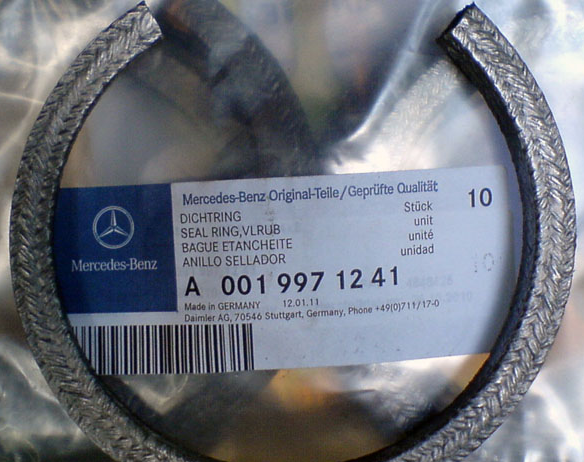 Mercedes-Benz Original-Teile/Geprüfte Qualität
DICHTRING Stück 10
SEAL RING,VLRUB unit
BAGUE ETANCHEITE unité
ANILLO SELLADOR unidad
A 001 997 12 41
Made in GERMANY 12.01.11
Daimler AG, 70546 Stuttgart, Germany, Phone +49(0)711/17-0
Mercedes-Benz